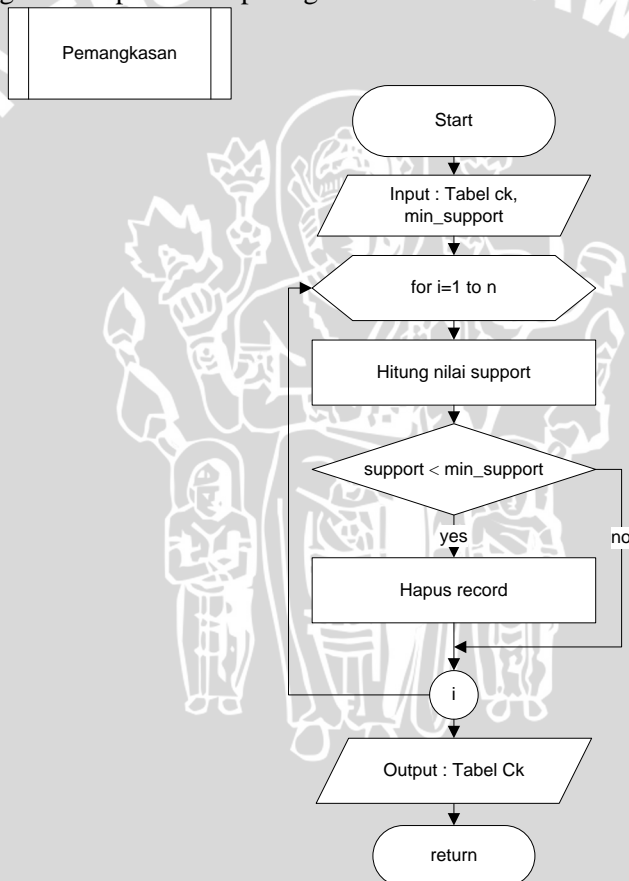 Pemangkasan
Start
Input : Tabel ck,
min_support
for i=1 to n
Hitung nilai support
support < min_support
yes
no
Hapus record
i
Output : Tabel Ck
return